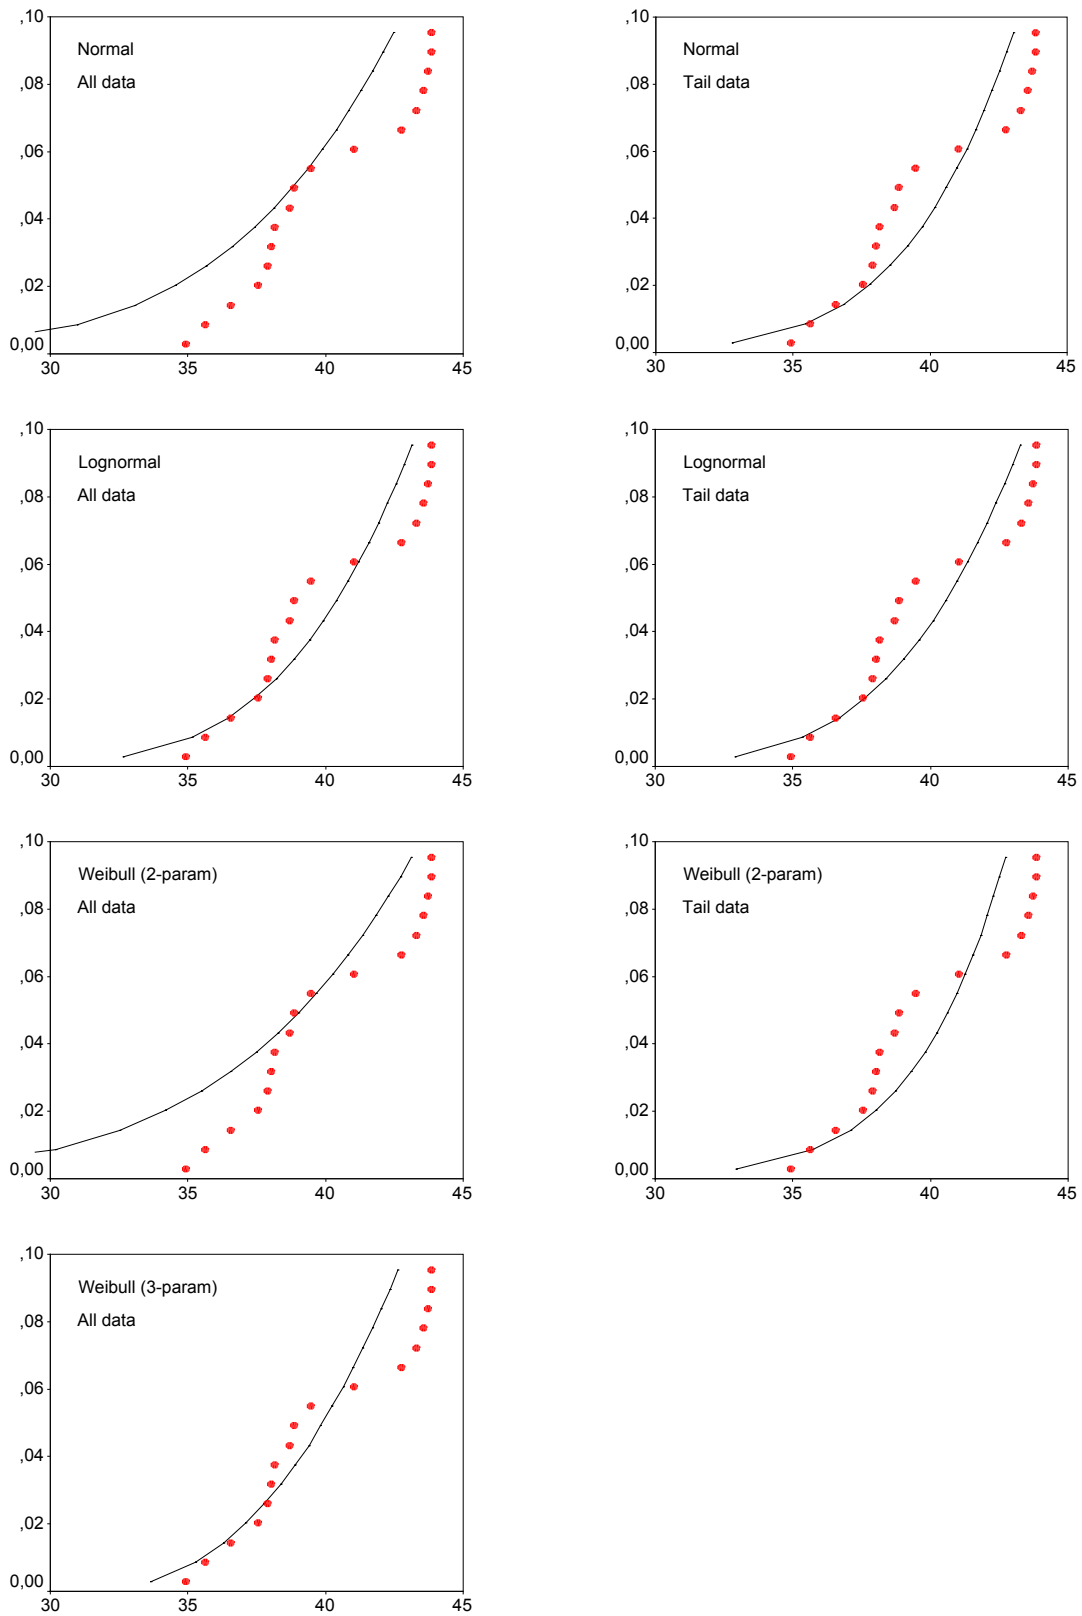 ,10
Normal
All data
,08
,06
,04
,02
0,00
30 35 40 45
,10
Normal
Tail data
,08
,06
,04
,02
0,00
30 35 40 45
,10
Lognormal
All data
,08
,06
,04
,02
0,00
30 35 40 45
,10
Lognormal
Tail data
,08
,06
,04
,02
0,00
30 35 40 45
,10
Weibull (2-param)
All data
,08
,06
,04
,02
0,00
30 35 40 45
,10
Weibull (2-param)
Tail data
,08
,06
,04
,02
0,00
30 35 40 45
,10
Weibull (3-param)
All data
,08
,06
,04
,02
0,00
30 35 40 45